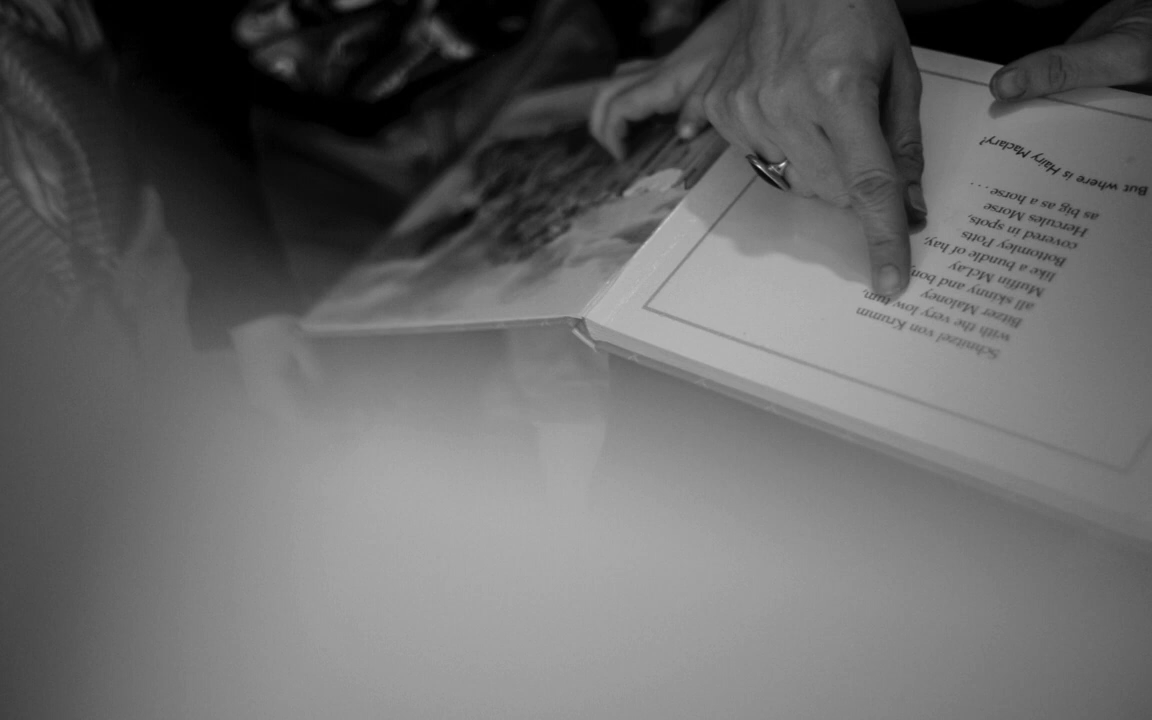 Schnitzel von Krumm
with the very low tum,
Bitzer Maloney
all skinny and bony,
Muffin McLay
like a bundle of hay,
Bottomley Potts
covered in spots,
Hercules Morse
as big as a horse ....
But where is Hairy Maclary?